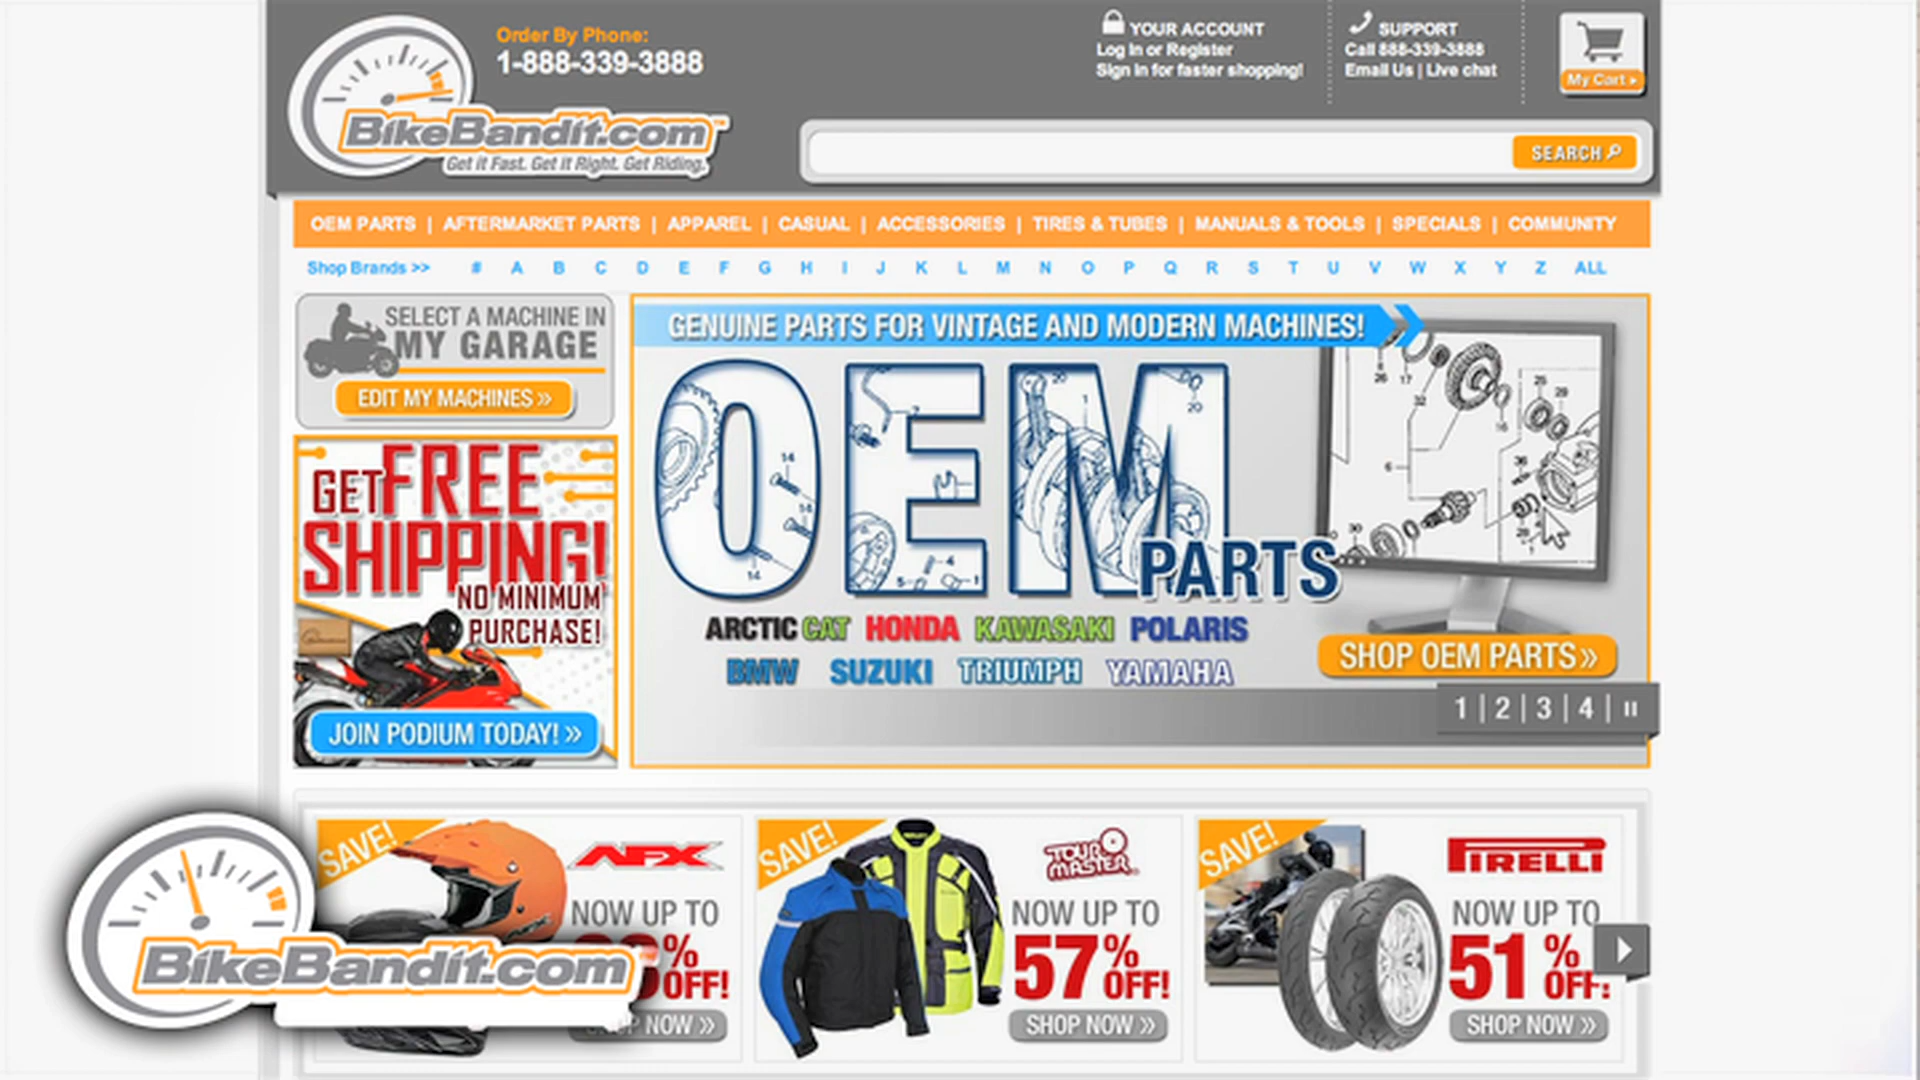 Order By Phone:
1-888-339-3888
BikeBandit.com™
Get it Fast. Get it Right. Get Riding.
YOUR ACCOUNT
Log In or Register
Sign In for faster shopping!
SUPPORT
Call 888-339-3888
Email Us | Live chat
My Cart
SEARCH
OEM PARTS | AFTERMARKET PARTS | APPAREL | CASUAL | ACCESSORIES | TIRES & TUBES | MANUALS & TOOLS | SPECIALS | COMMUNITY
Shop Brands >> # A B C D E F G H I J K L M N O P Q R S T U V W X Y Z ALL
SELECT A MACHINE IN
MY GARAGE
EDIT MY MACHINES »
GET FREE
SHIPPING!
NO MINIMUM
PURCHASE!
JOIN PODIUM TODAY! »
GENUINE PARTS FOR VINTAGE AND MODERN MACHINES!
OEM
PARTS
ARCTIC CAT HONDA KAWASAKI POLARIS
BMW SUZUKI TRIUMPH YAMAHA
SHOP OEM PARTS »
1 | 2 | 3 | 4 |
SAVE!
AFX
NOW UP TO
%
OFF!
NOW »
SAVE!
TOUR
MASTER
NOW UP TO
57%
OFF!
SHOP NOW »
SAVE!
PIRELLI
NOW UP TO
51%
OFF!
SHOP NOW »
BikeBandit.com